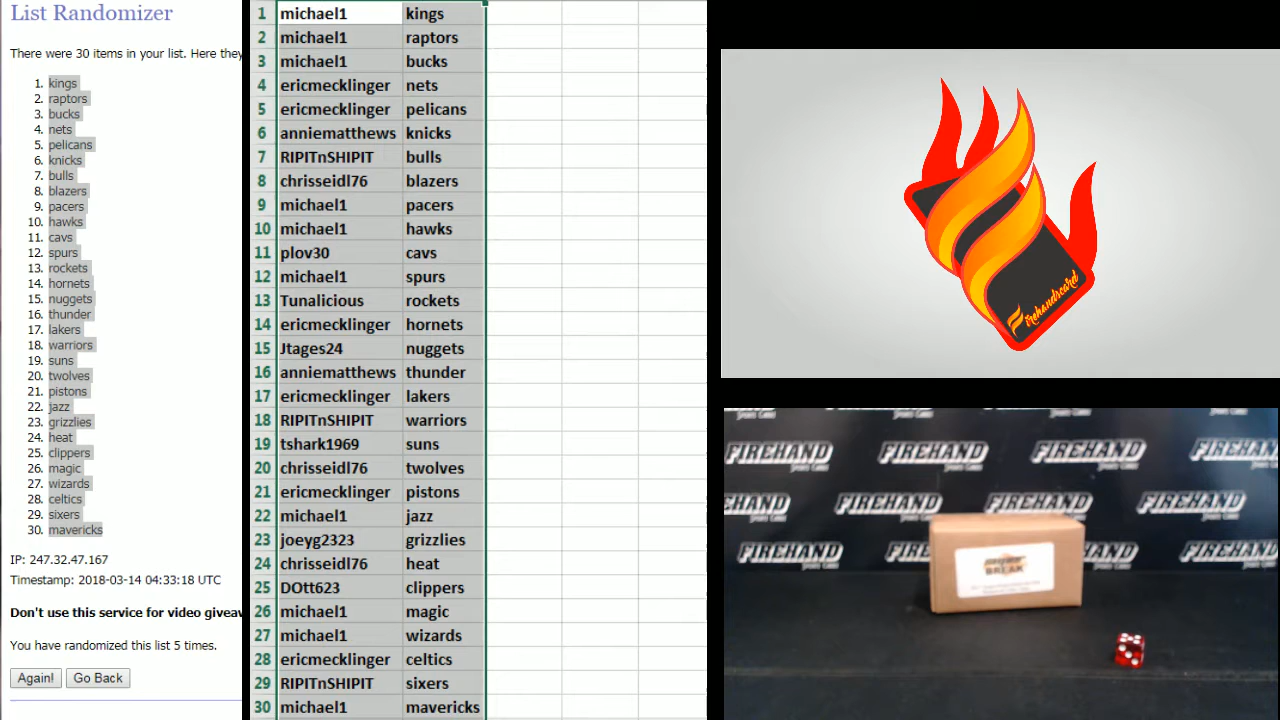 List Randomizer
There were 30 items in your list. Here they
1. kings
2. raptors
3. bucks
4. nets
5. pelicans
6. knicks
7. bulls
8. blazers
9. pacers
10. hawks
11. cavs
12. spurs
13. rockets
14. hornets
15. nuggets
16. thunder
17. lakers
18. warriors
19. suns
20. twolves
21. pistons
22. jazz
23. grizzlies
24. heat
25. clippers
26. magic
27. wizards
28. celtics
29. sixers
30. mavericks
IP: 247.32.47.167
Timestamp: 2018-03-14 04:33:18 UTC
Don't use this service for video giveaw
You have randomized this list 5 times.
Again! Go Back
1 michael1 kings
2 michael1 raptors
3 michael1 bucks
4 ericmecklinger nets
5 ericmecklinger pelicans
6 anniematthews knicks
7 RIPITnSHIPIT bulls
8 chrisseidl76 blazers
9 michael1 pacers
10 michael1 hawks
11 plov30 cavs
12 michael1 spurs
13 Tunalicious rockets
14 ericmecklinger hornets
15 Jtages24 nuggets
16 anniematthews thunder
17 ericmecklinger lakers
18 RIPITnSHIPIT warriors
19 tshark1969 suns
20 chrisseidl76 twolves
21 ericmecklinger pistons
22 michael1 jazz
23 joeyg2323 grizzlies
24 chrisseidl76 heat
25 DOtt623 clippers
26 michael1 magic
27 michael1 wizards
28 ericmecklinger celtics
29 RIPITnSHIPIT sixers
30 michael1 mavericks
Firehandscard
FIREHAND FIREHAND FIREHAND FIREHAND
FIREHAND FIREHAND FIREHAND FIREHAND
FIREHAND FIREHAND
BREAK